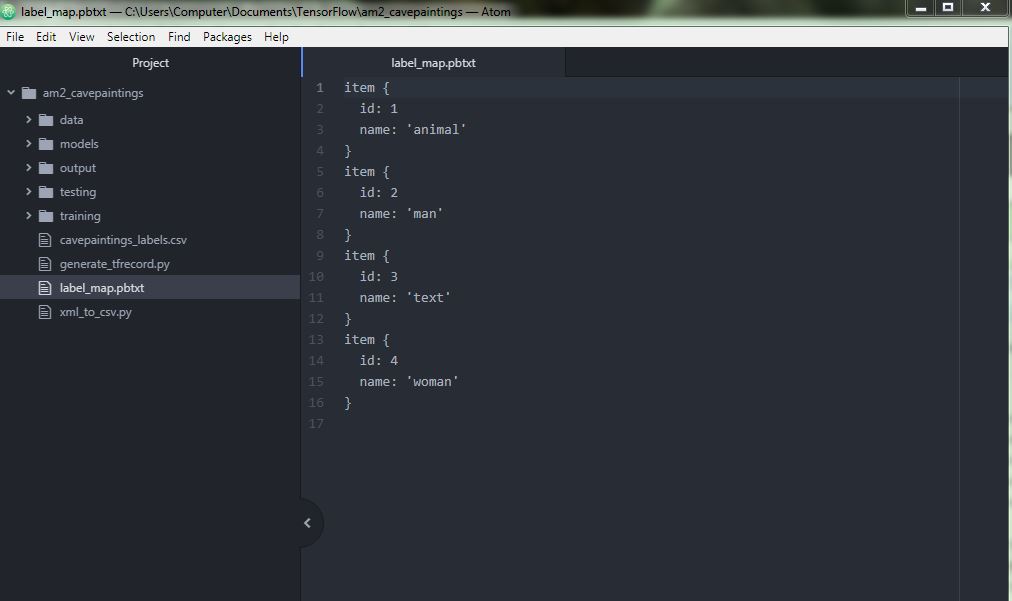 label_map.pbtxt — C:\Users\Computer\Documents\TensorFlow\am2_cavepaintings — Atom
File Edit View Selection Find Packages Help
Project
am2_cavepaintings
data
models
output
testing
training
cavepaintings_labels.csv
generate_tfrecord.py
label_map.pbtxt
xml_to_csv.py
label_map.pbtxt
1 item {
2 id: 1
3 name: 'animal'
4 }
5 item {
6 id: 2
7 name: 'man'
8 }
9 item {
10 id: 3
11 name: 'text'
12 }
13 item {
14 id: 4
15 name: 'woman'
16 }
17